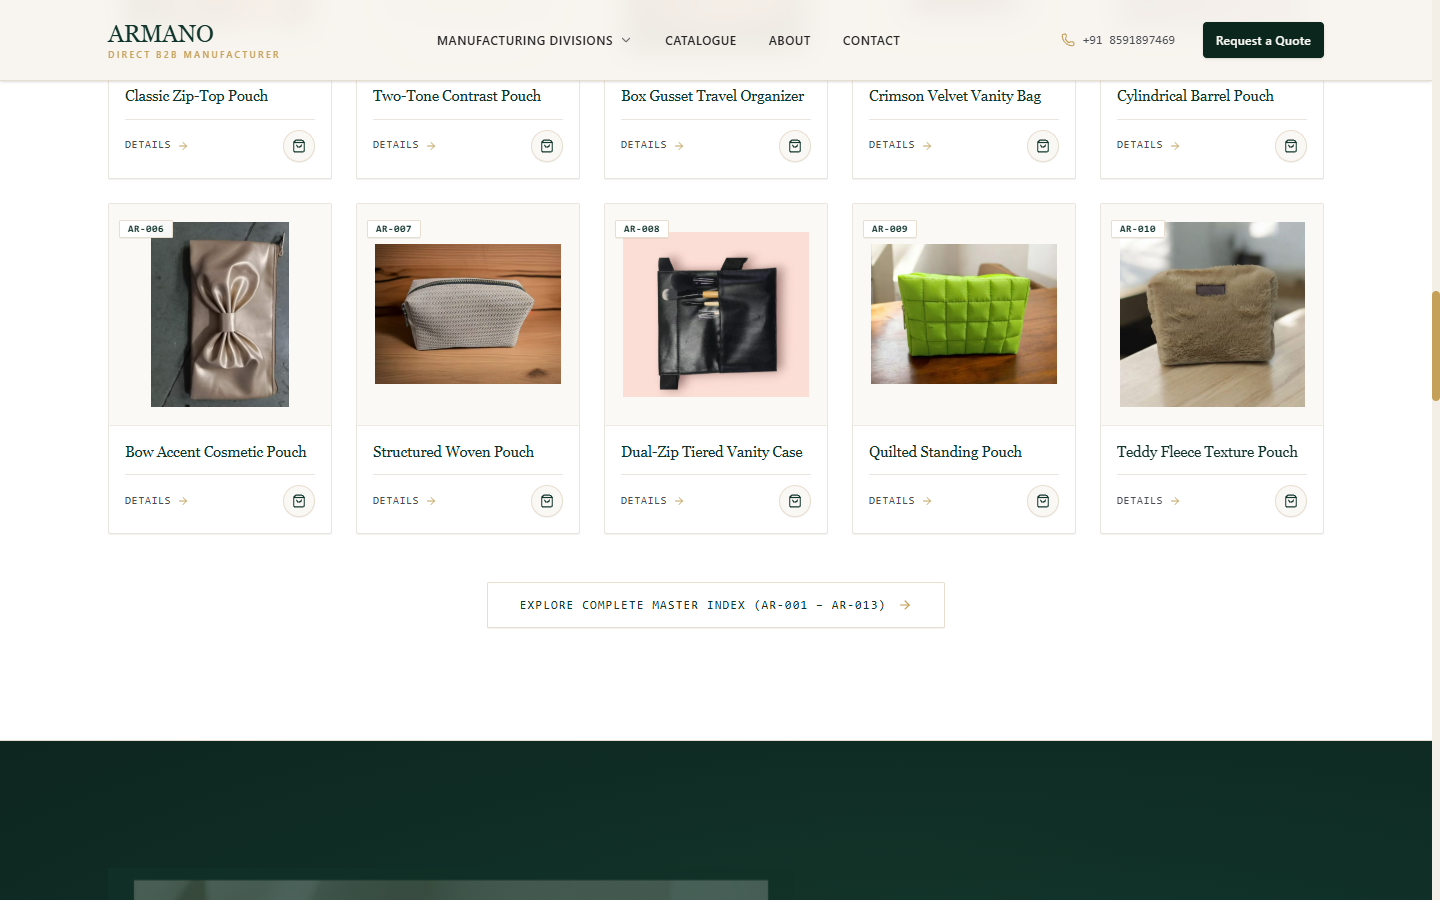 ARMANO
DIRECT B2B MANUFACTURER
MANUFACTURING DIVISIONS
CATALOGUE
ABOUT
CONTACT
+91 8591897469
Request a Quote
Classic Zip-Top Pouch
Two-Tone Contrast Pouch
Box Gusset Travel Organizer
Crimson Velvet Vanity Bag
Cylindrical Barrel Pouch
DETAILS
DETAILS
DETAILS
DETAILS
DETAILS
AR-006
AR-007
AR-008
AR-009
AR-010
Bow Accent Cosmetic Pouch
Structured Woven Pouch
Dual-Zip Tiered Vanity Case
Quilted Standing Pouch
Teddy Fleece Texture Pouch
DETAILS
DETAILS
DETAILS
DETAILS
DETAILS
EXPLORE COMPLETE MASTER INDEX (AR-001 – AR-013)